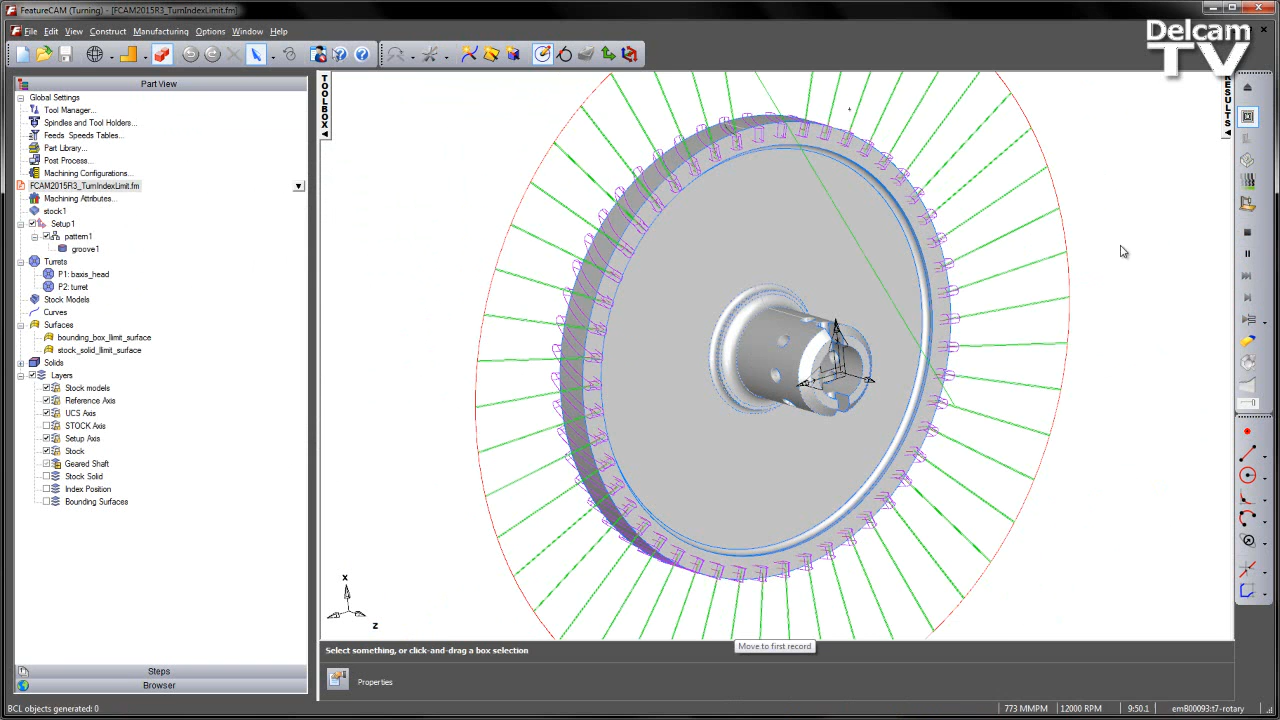 FeatureCAM (Turning) - [FCAM2015R3_TurnIndexLimit.fm]
File Edit View Construct Manufacturing Options Window Help
Delcam
TV
Part View
TOOLBOX
RESULTS
Global Settings
Tool Manager...
Spindles and Tool Holders...
Feeds Speeds Tables...
Part Library...
Post Process...
Machining Configurations...
FCAM2015R3_TurnIndexLimit.fm
Machining Attributes...
stock1
Setup1
pattern1
groove1
Turrets
P1: baxis_head
P2: turret
Stock Models
Curves
Surfaces
bounding_box_llimit_surface
stock_solid_llimit_surface
Solids
Layers
Stock models
Reference Axis
UCS Axis
STOCK Axis
Setup Axis
Stock
Geared Shaft
Stock Solid
Index Position
Bounding Surfaces
X
Z
Move to first record
Select something, or click-and-drag a box selection
Steps
Properties
Browser
BCL objects generated: 0
773 MMPM 12000 RPM 9:50.1 emB00093:t7-rotary